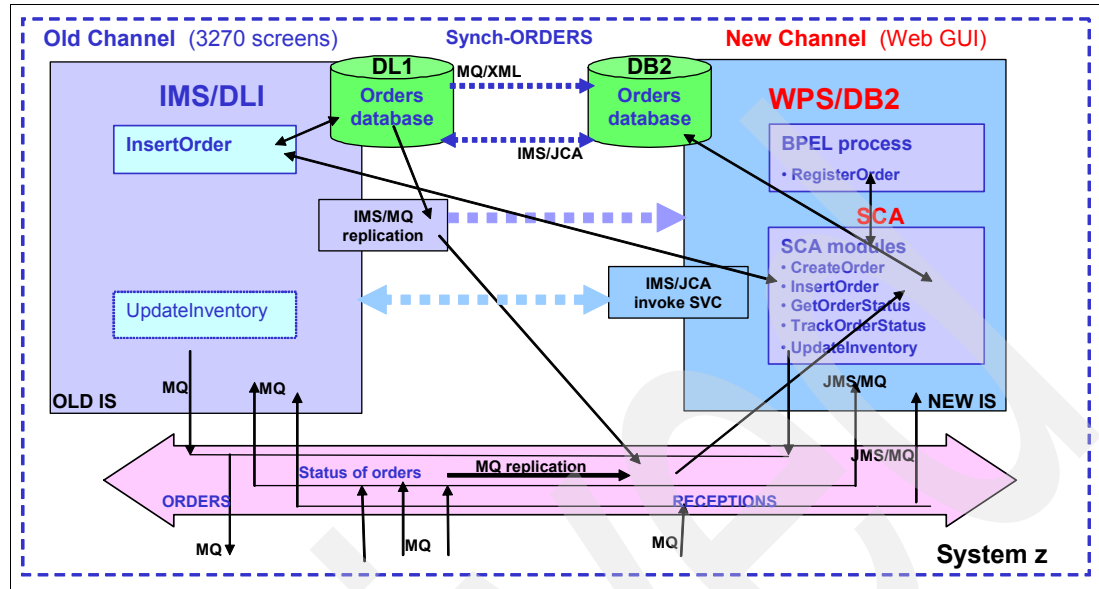 Old Channel (3270 screens)
Synch-ORDERS
New Channel (Web GUI)
IMS/DLI
DL1
Orders
database
MQ/XML
IMS/JCA
DB2
Orders
database
WPS/DB2
InsertOrder
BPEL process
• RegisterOrder
SCA
IMS/MQ
replication
IMS/JCA
invoke SVC
SCA modules
• CreateOrder
• InsertOrder
• GetOrderStatus
• TrackOrderStatus
• UpdateInventory
UpdateInventory
MQ
MQ
JMS/MQ
OLD IS
NEW IS
JMS/MQ
Status of orders
MQ replication
ORDERS
RECEPTIONS
MQ
MQ
MQ
System z